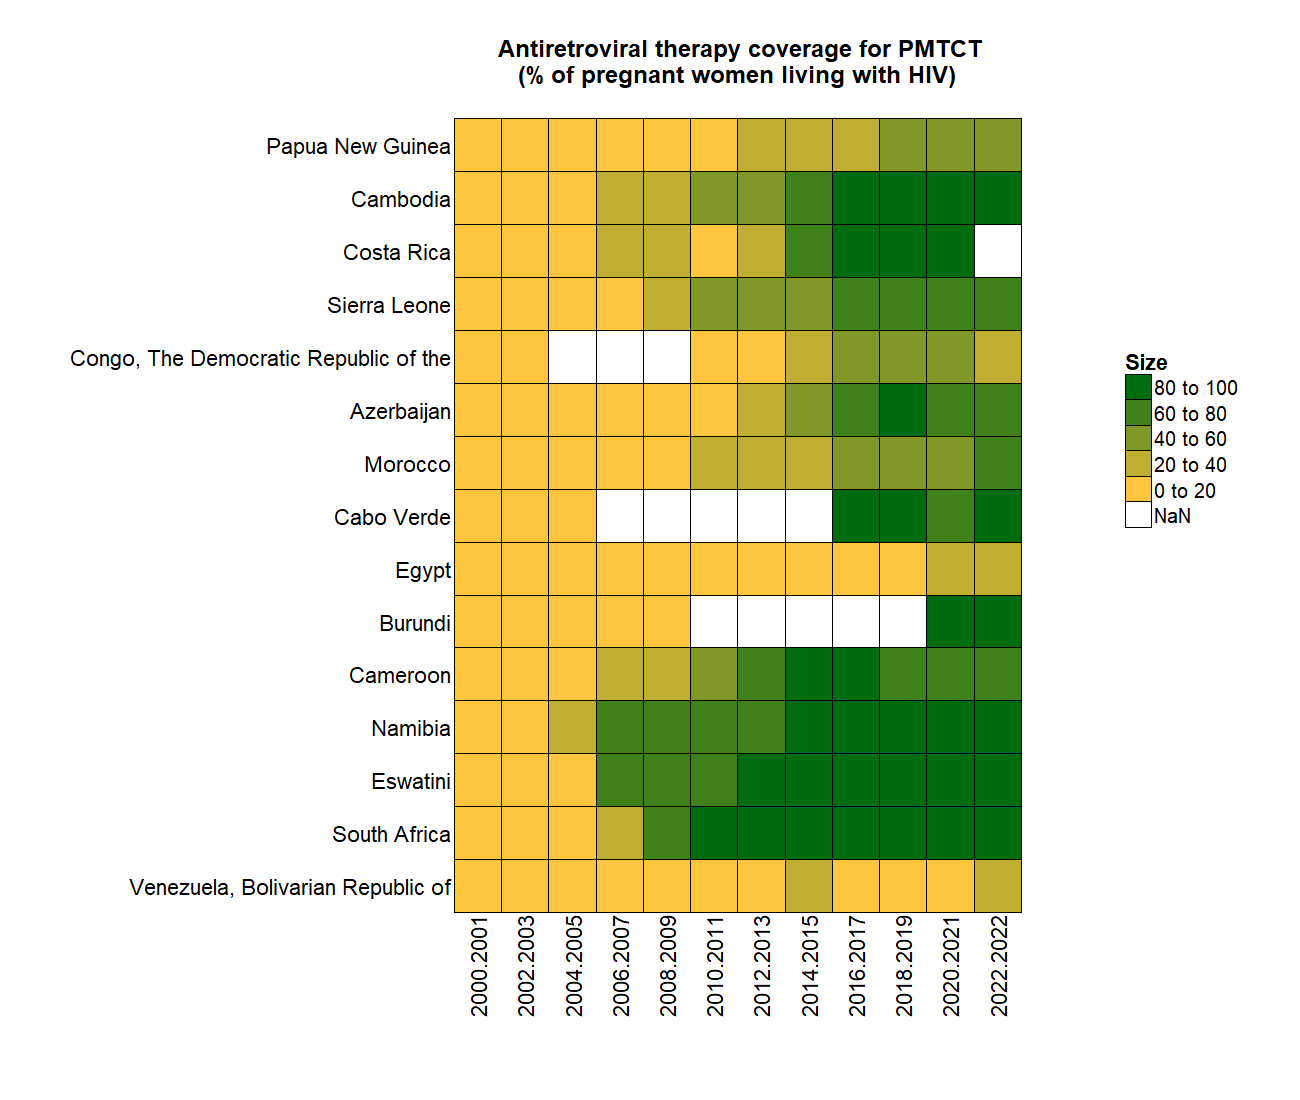 Antiretroviral therapy coverage for PMTCT
(% of pregnant women living with HIV)
Papua New Guinea
Cambodia
Costa Rica
Sierra Leone
Congo, The Democratic Republic of the
Azerbaijan
Morocco
Cabo Verde
Egypt
Burundi
Cameroon
Namibia
Eswatini
South Africa
Venezuela, Bolivarian Republic of
2000.2001
2002.2003
2004.2005
2006.2007
2008.2009
2010.2011
2012.2013
2014.2015
2016.2017
2018.2019
2020.2021
2022.2022
Size
80 to 100
60 to 80
40 to 60
20 to 40
0 to 20
NaN